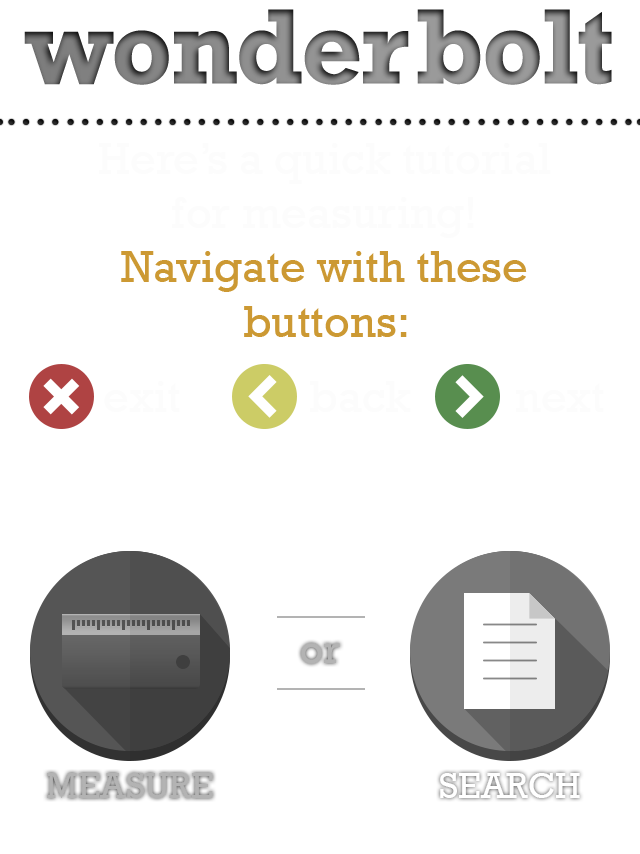 wonderbolt
Here's a quick tutorial
for measuring!
Navigate with these
buttons:
exit back next
or
MEASURE SEARCH